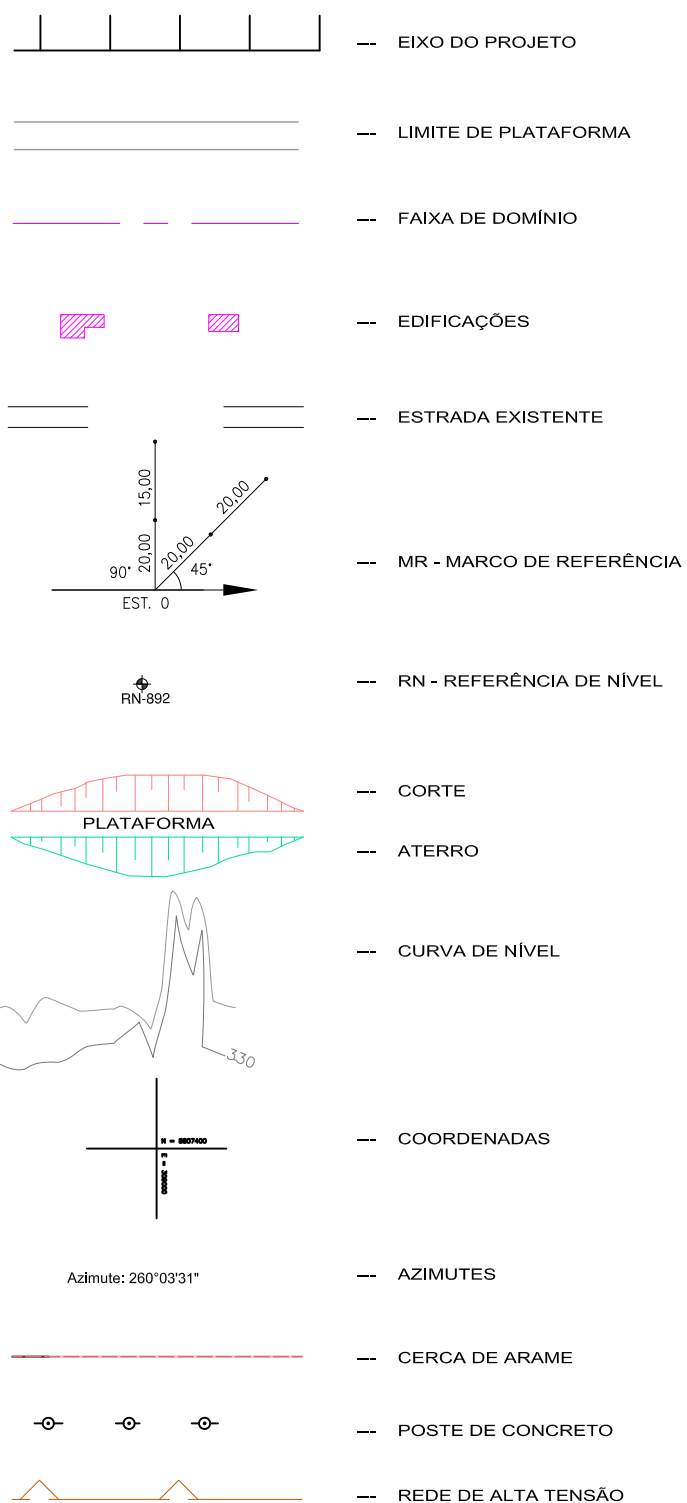 EIXO DO PROJETO
LIMITE DE PLATAFORMA
FAIXA DE DOMÍNIO
EDIFICAÇÕES
ESTRADA EXISTENTE
15,00
20,00
20,00
20,00
90°
45°
EST. 0
MR - MARCO DE REFERÊNCIA
RN-892
RN - REFERÊNCIA DE NÍVEL
CORTE
PLATAFORMA
ATERRO
CURVA DE NÍVEL
330
N = 8807400
COORDENADAS
Azimute: 260°03'31"
AZIMUTES
CERCA DE ARAME
POSTE DE CONCRETO
REDE DE ALTA TENSÃO